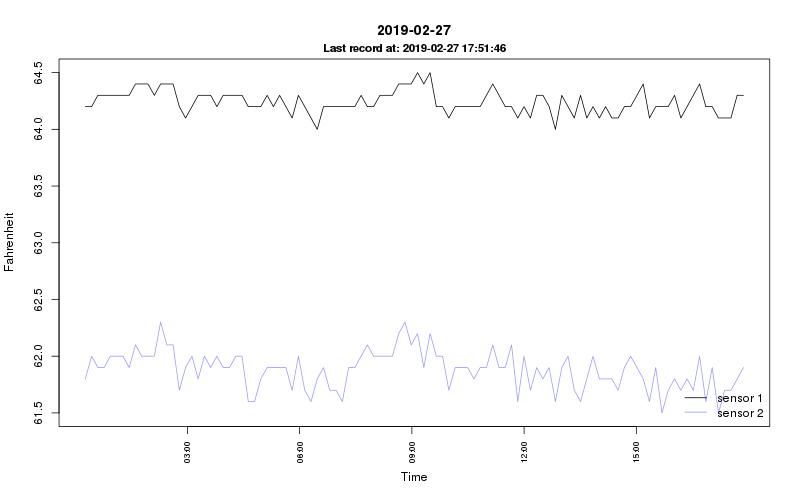 2019-02-27
Last record at: 2019-02-27 17:51:46
Fahrenheit
64.5
64.0
63.5
63.0
62.5
62.0
61.5
sensor 1
sensor 2
03:00 06:00 09:00 12:00 15:00
Time